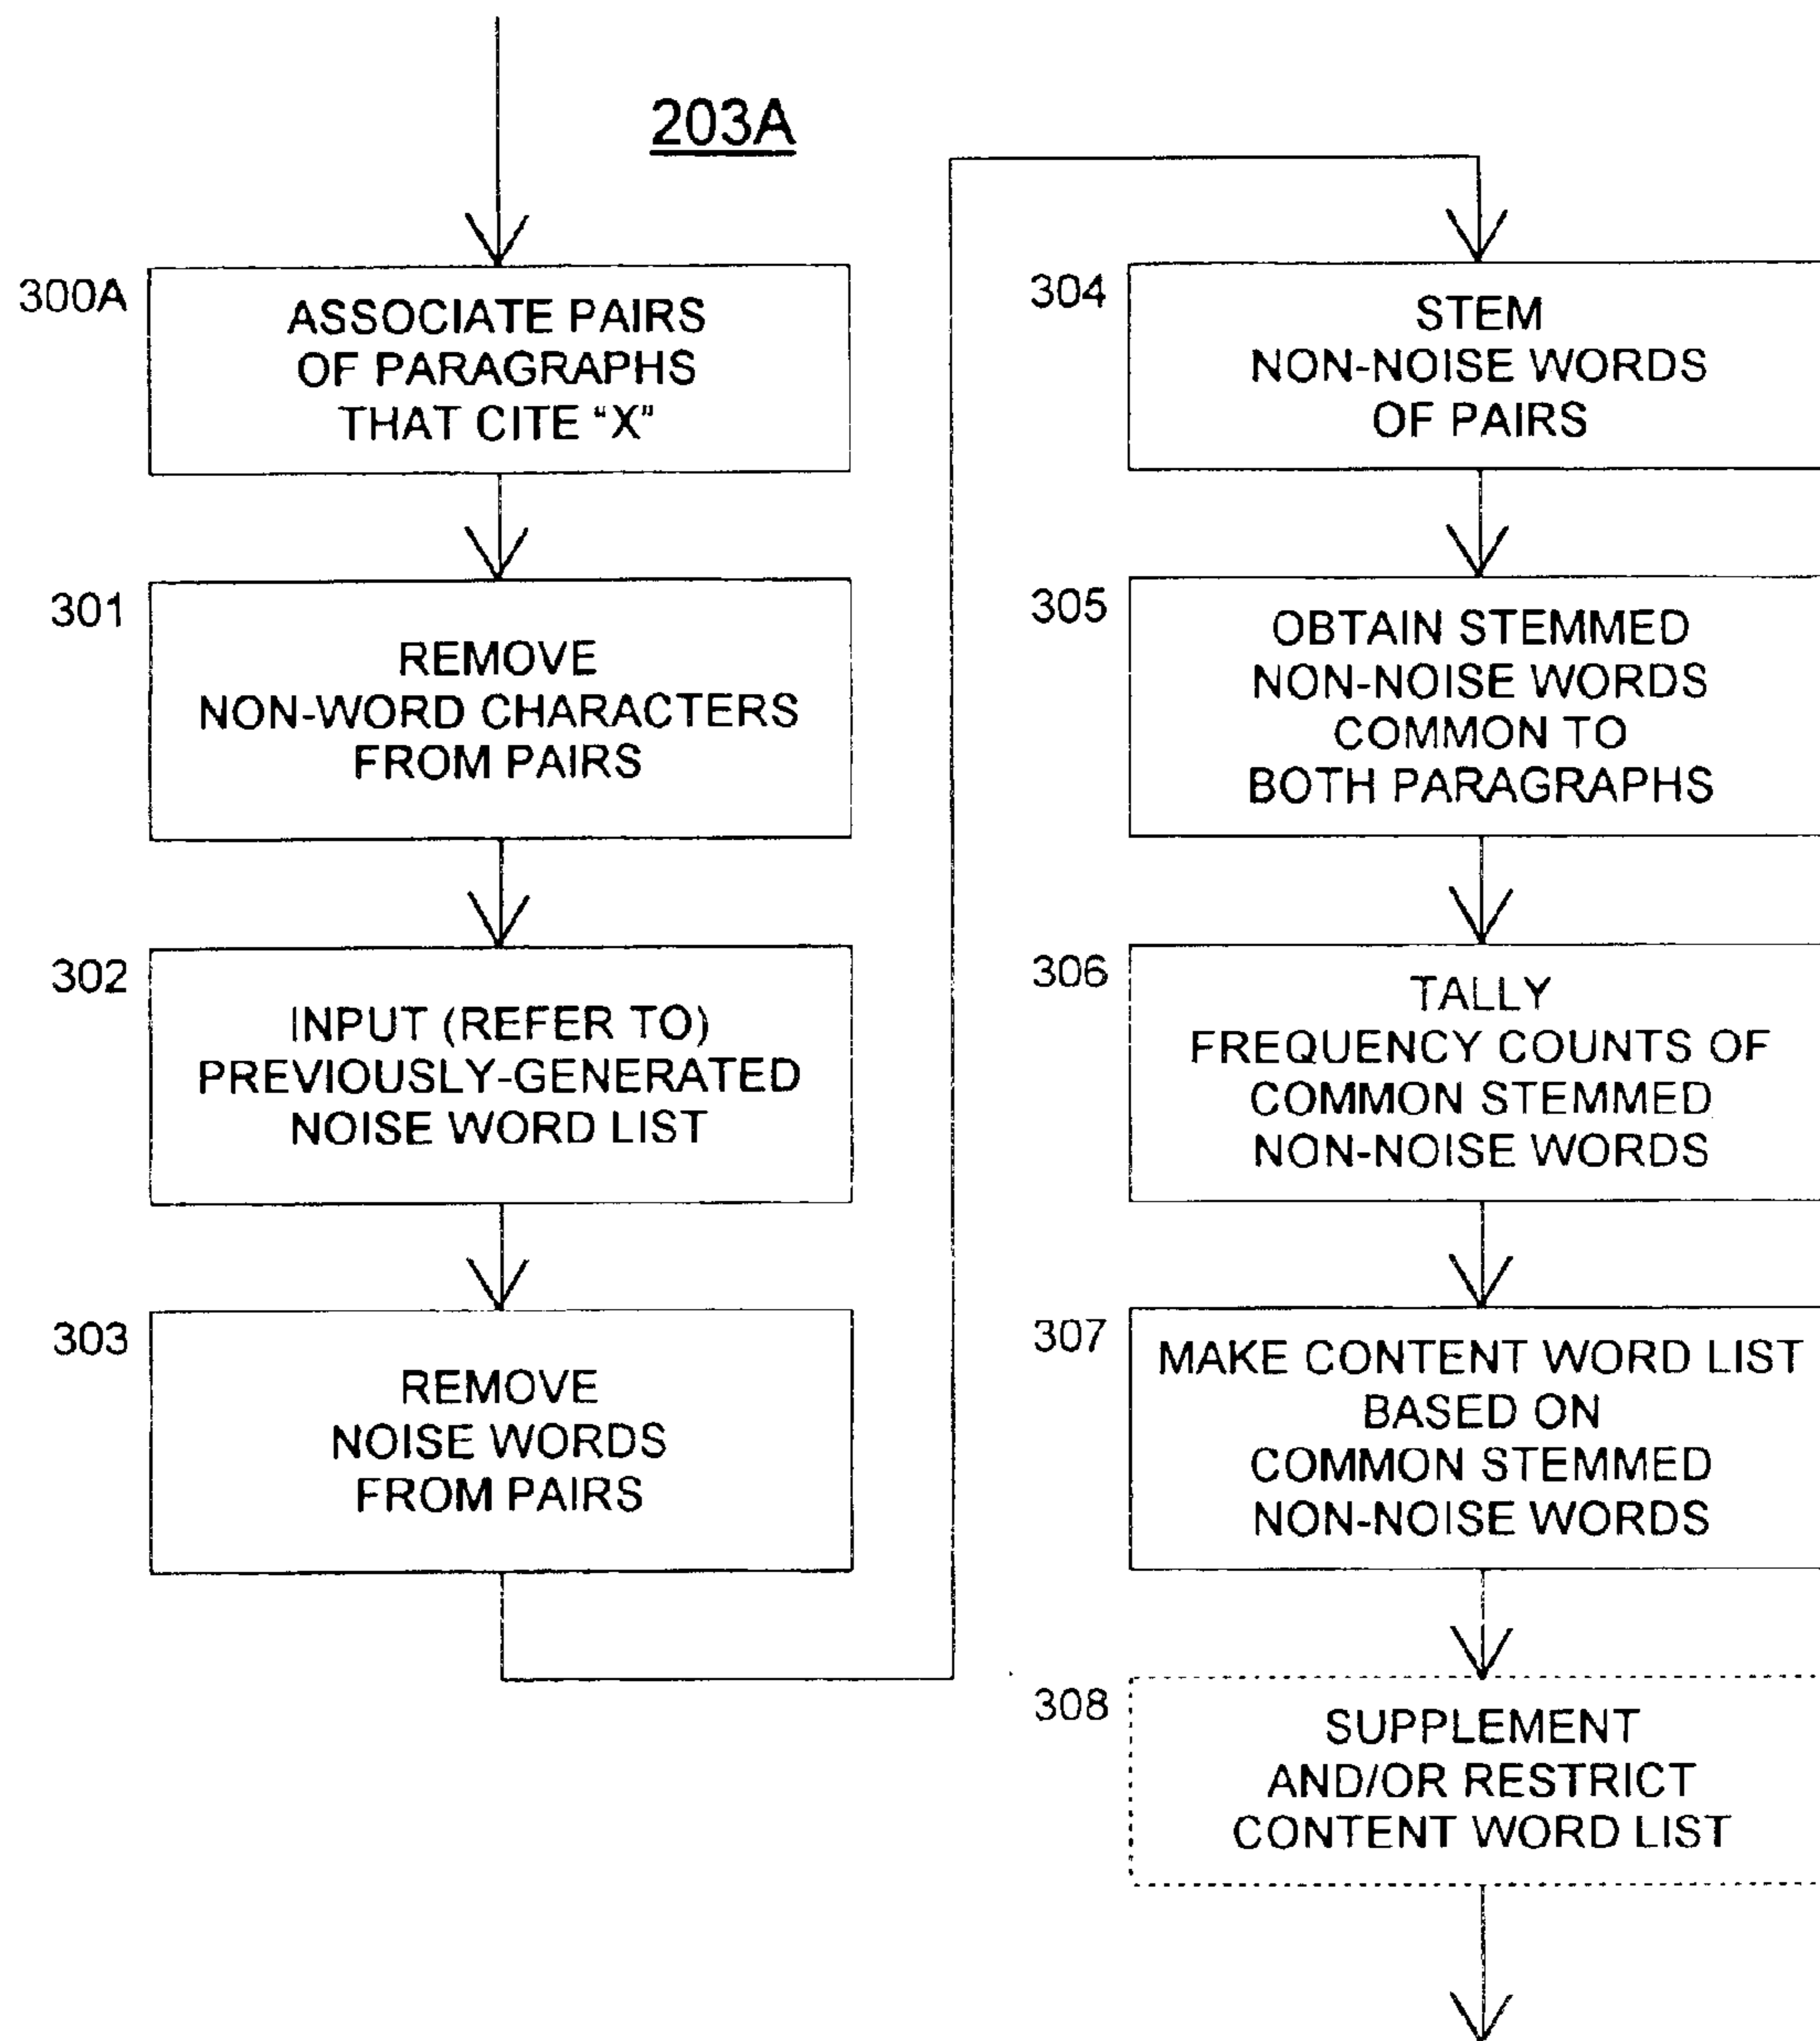 203A
300A
ASSOCIATE PAIRS
OF PARAGRAPHS
THAT CITE "X"
301
REMOVE
NON-WORD CHARACTERS
FROM PAIRS
302
INPUT (REFER TO)
PREVIOUSLY-GENERATED
NOISE WORD LIST
303
REMOVE
NOISE WORDS
FROM PAIRS
304
STEM
NON-NOISE WORDS
OF PAIRS
305
OBTAIN STEMMED
NON-NOISE WORDS
COMMON TO
BOTH PARAGRAPHS
306
TALLY
FREQUENCY COUNTS OF
COMMON STEMMED
NON-NOISE WORDS
307
MAKE CONTENT WORD LIST
BASED ON
COMMON STEMMED
NON-NOISE WORDS
308
SUPPLEMENT
AND/OR RESTRICT
CONTENT WORD LIST